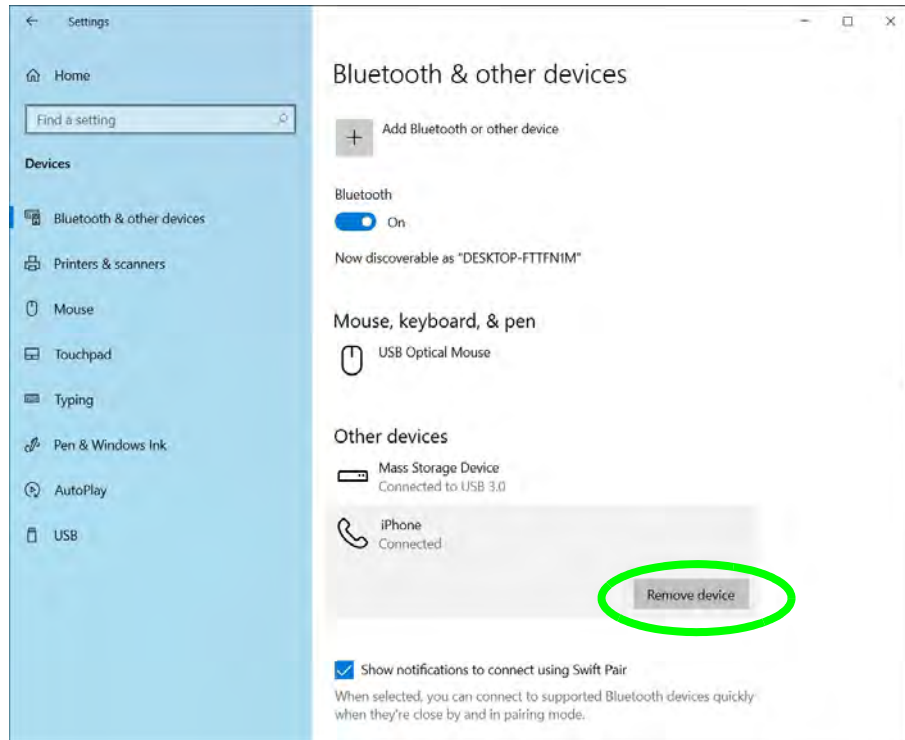 Settings
Home
Find a setting
Devices
Bluetooth & other devices
Printers & scanners
Mouse
Touchpad
Typing
Pen & Windows Ink
AutoPlay
USB
Bluetooth & other devices
Add Bluetooth or other device
Bluetooth
On
Now discoverable as "DESKTOP-FTTFN1M"
Mouse, keyboard, & pen
USB Optical Mouse
Other devices
Mass Storage Device
Connected to USB 3.0
iPhone
Connected
Remove device
Show notifications to connect using Swift Pair
When selected, you can connect to supported Bluetooth devices quickly
when they're close by and in pairing mode.